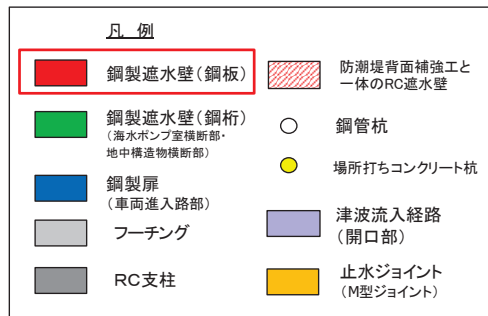 凡 例
鋼製遮水壁(鋼板)
鋼製遮水壁(鋼桁)
(海水ポンプ室横断部・
地中構造物横断部)
鋼製扉
(車両進入路部)
フーチング
RC支柱
防潮堤背面補強工と
一体のRC遮水壁
鋼管杭
場所打ちコンクリート杭
津波流入経路
(開口部)
止水ジョイント
(M型ジョイント)